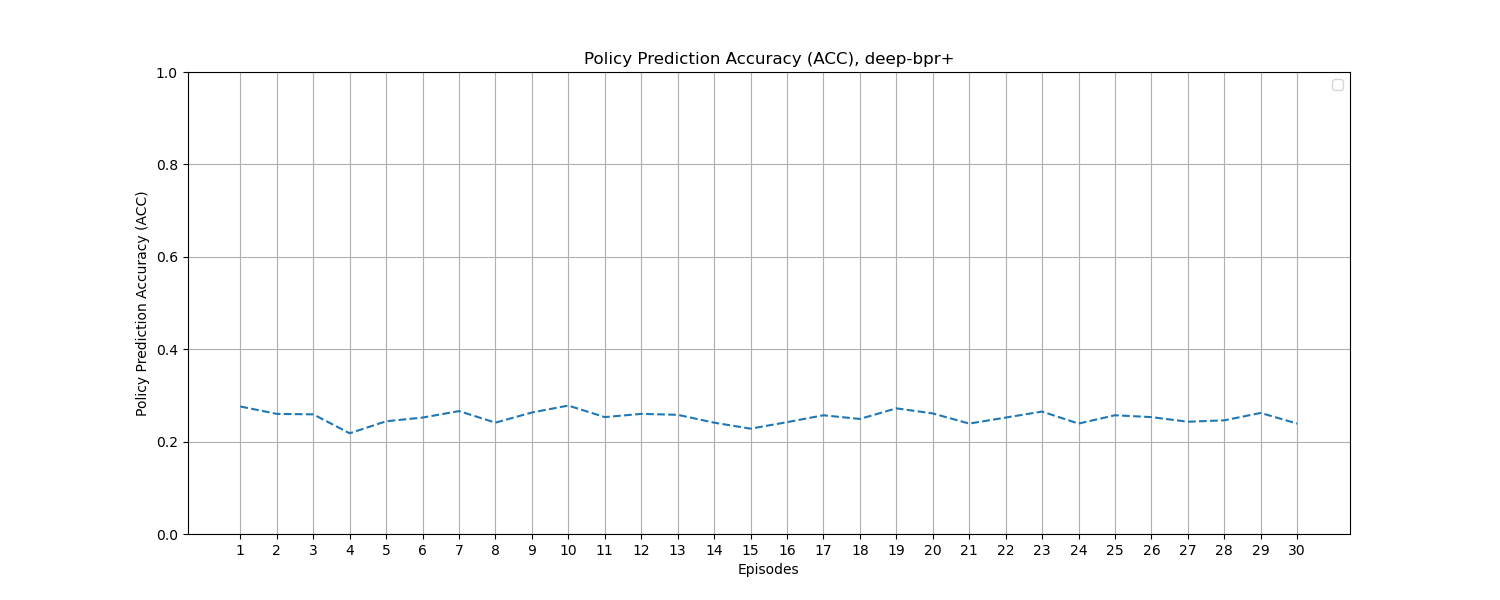 Policy Prediction Accuracy (ACC), deep-bpr+
1.0
0.8
0.6
0.4
0.2
0.0
Policy Prediction Accuracy (ACC)
1 2 3 4 5 6 7 8 9 10 11 12 13 14 15 16 17 18 19 20 21 22 23 24 25 26 27 28 29 30
Episodes